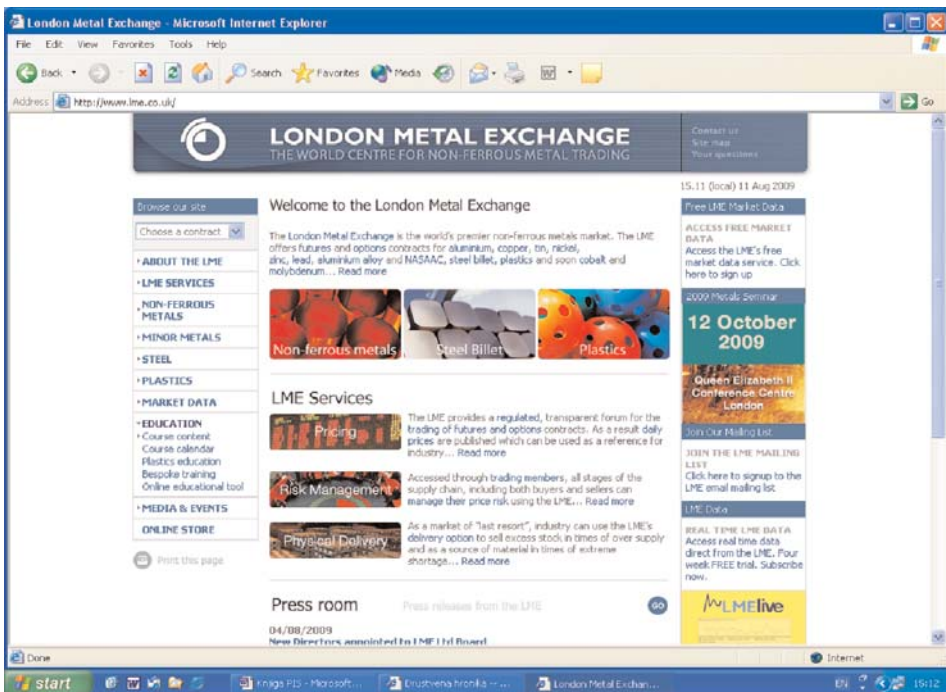 London Metal Exchange - Microsoft Internet Explorer
File Edit View Favorites Tools Help
Back Search Favorites Media
Address http://www.lme.co.uk/ Go
LONDON METAL EXCHANGE
THE WORLD CENTRE FOR NON-FERROUS METAL TRADING
Contact us
Site map
Your questions
15.11 (local) 11 Aug 2009
Browse our site
Choose a contract
ABOUT THE LME
LME SERVICES
NON-FERROUS
METALS
MINOR METALS
STEEL
PLASTICS
MARKET DATA
EDUCATION
Course content
Course calendar
Plastics education
Bespoke training
Online educational tool
MEDIA & EVENTS
ONLINE STORE
Print this page
Welcome to the London Metal Exchange
The London Metal Exchange is the world's premier non-ferrous metals market. The LME
offers futures and options contracts for aluminium, copper, tin, nickel,
zinc, lead, aluminium alloy and NASAAC, steel billet, plastics and soon cobalt and
molybdenum... Read more
Non-ferrous metals
Steel Billet
Plastics
LME Services
Pricing
The LME provides a regulated, transparent forum for the
trading of futures and options contracts. As a result daily
prices are published which can be used as a reference for
industry... Read more
Risk Management
Accessed through trading members, all stages of the
supply chain, including both buyers and sellers can
manage their price risk using the LME... Read more
Physical Delivery
As a market of "last resort", industry can use the LME's
delivery option to sell excess stock in times of over supply
and as a source of material in times of extreme
shortage... Read more
Press room Press releases from the LME GO
04/08/2009
New Directors appointed to LME Ltd Board
Free LME Market Data
ACCESS FREE MARKET
DATA
Access the LME's free
market data service. Click
here to sign up
2009 Metals Seminar
12 October
2009
Queen Elizabeth II
Conference Centre
London
Join Our Mailing List
JOIN THE LME MAILING
LIST
Click here to signup to the
LME email mailing list
LME Data
REAL TIME LME DATA
Access real time data
direct from the LME. Four
week FREE trial. Subscribe
now.
LMElive
Done Internet
start Knjiga PIS - Microsoft... Drustvena hronika -- ... London Metal Exchan... EN 15:12